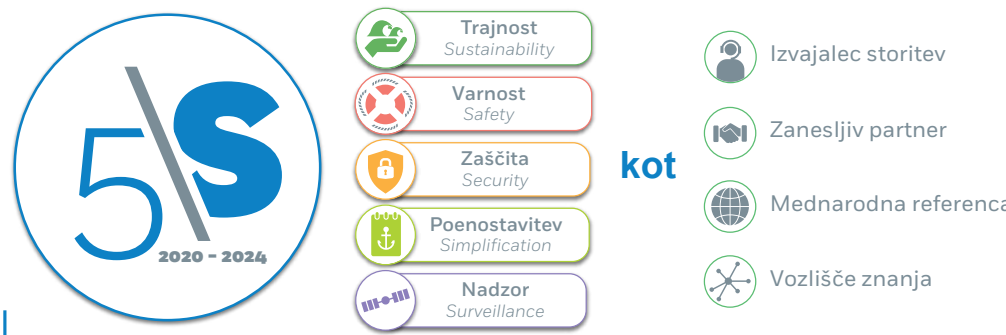 5\S
2020 - 2024
Trajnost
Sustainability
Varnost
Safety
Zaščita
Security
Poenostavitev
Simplification
Nadzor
Surveillance
kot
Izvajalec storitev
Zanesljiv partner
Mednarodna referenca
Vozlišče znanja